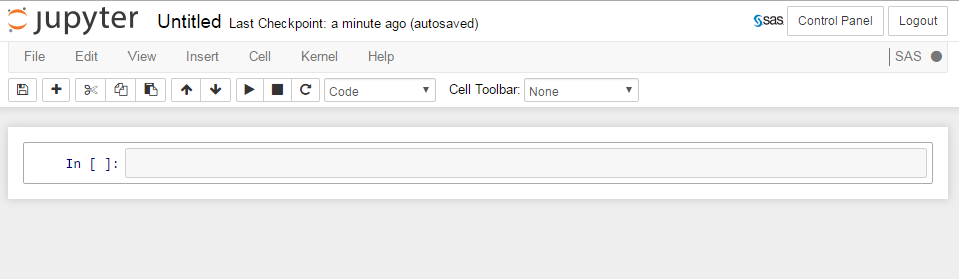 jupyter Untitled Last Checkpoint: a minute ago (autosaved) sas Control Panel Logout
File Edit View Insert Cell Kernel Help SAS
Code Cell Toolbar: None
In [ ]: